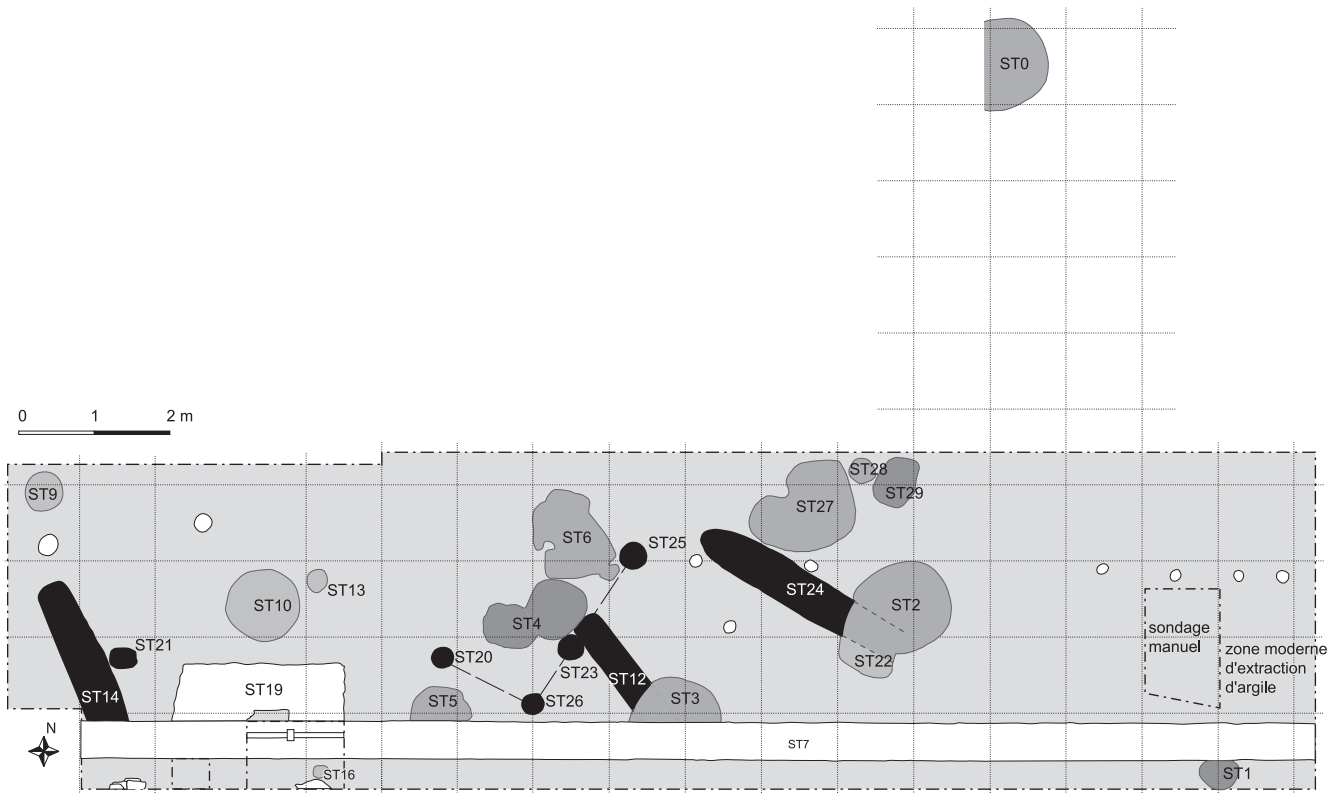 ST0
0 1 2 m
ST9
ST28
ST29
ST27
ST6
ST25
ST13
ST10
ST24
ST2
ST4
ST21
ST20
ST23
ST22
sondage
manuel
zone moderne
d'extraction
d'argile
ST14
ST19
ST12
ST5
ST26
ST3
N
ST7
ST16
ST1